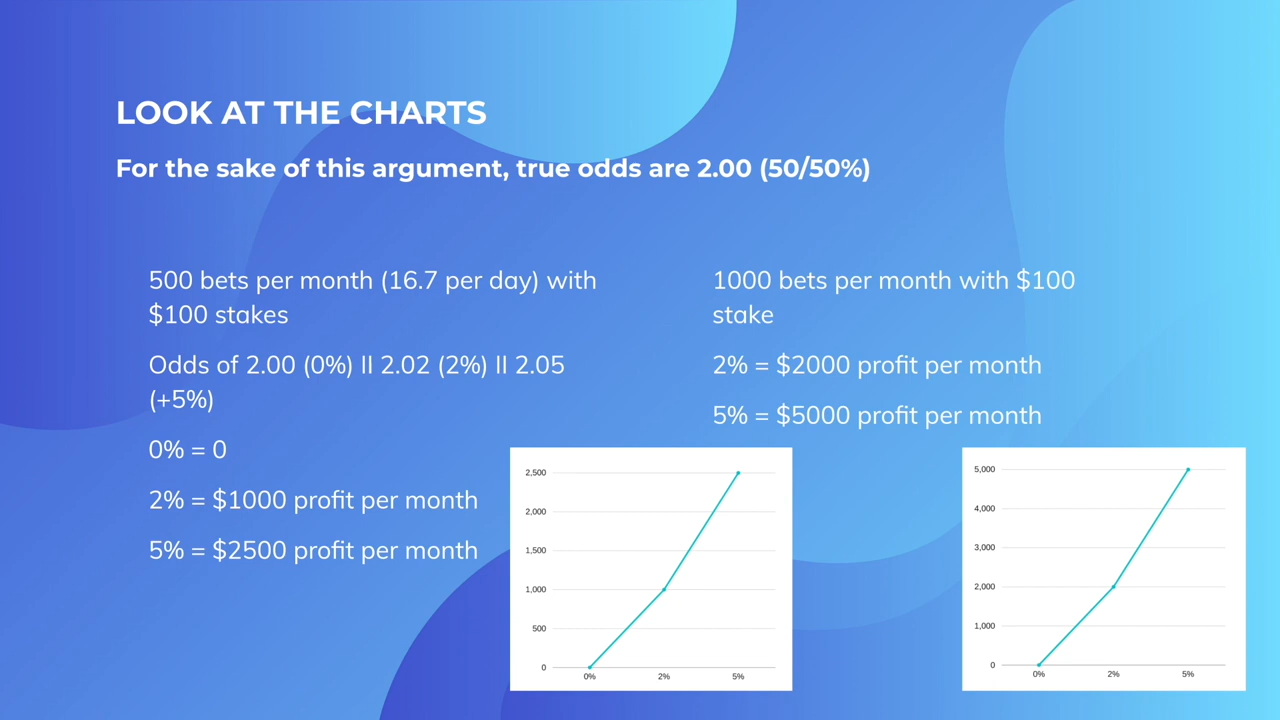 LOOK AT THE CHARTS
For the sake of this argument, true odds are 2.00 (50/50%)
500 bets per month (16.7 per day) with
$100 stakes
Odds of 2.00 (0%) ll 2.02 (2%) ll 2.05
(+5%)
0% = 0
2% = $1000 profit per month
5% = $2500 profit per month
1000 bets per month with $100
stake
2% = $2000 profit per month
5% = $5000 profit per month
2,500
2,000
1,500
1,000
500
0
0% 2% 5%
5,000
4,000
3,000
2,000
1,000
0
0% 2% 5%